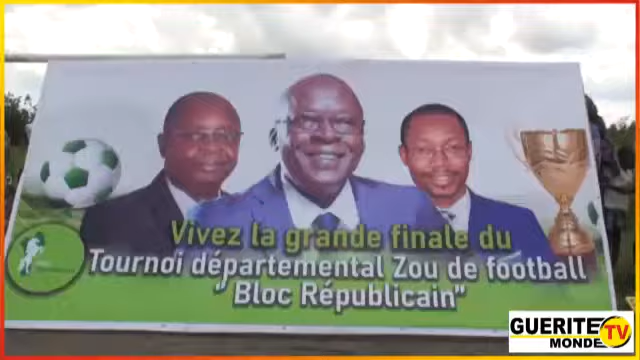 Vivez la grande finale du
Tournoi départemental Zou de football
" Bloc Républicain"
GUERITE TV
MONDE